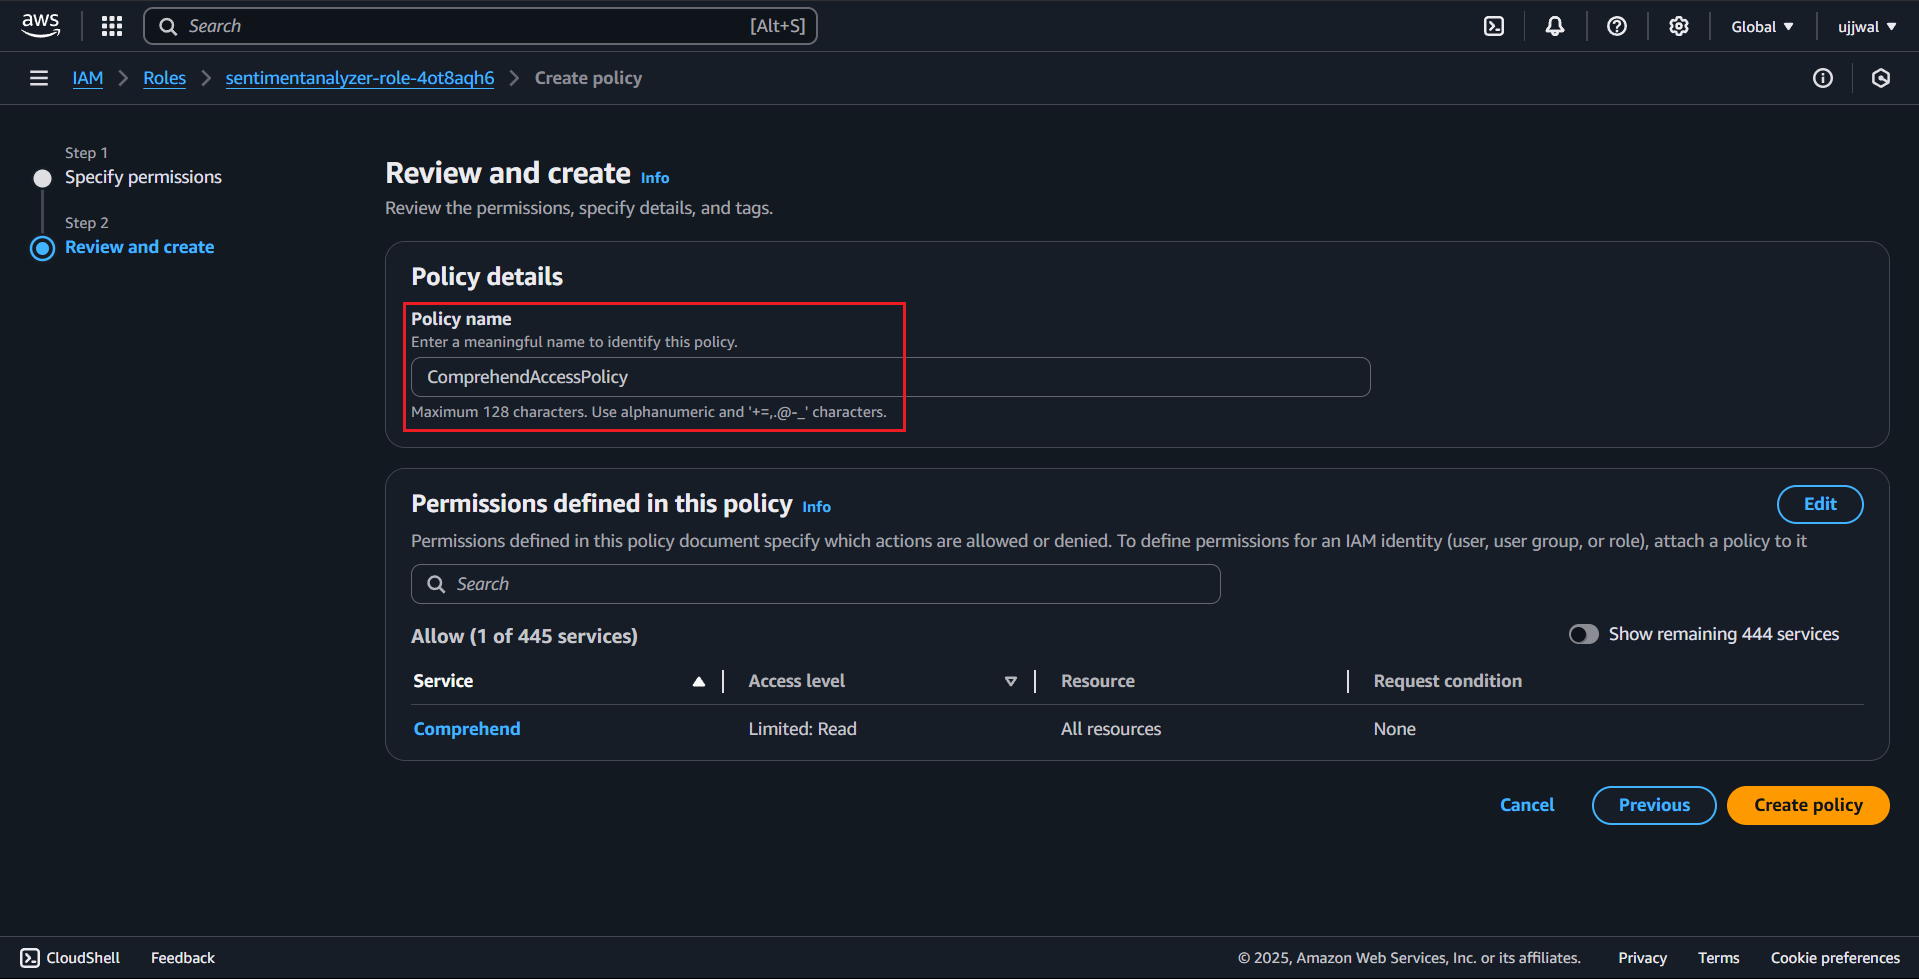 aws
Search [Alt+S]
Global ujjwal
IAM Roles sentimentanalyzer-role-4ot8aqh6 Create policy
Step 1
Specify permissions
Step 2
Review and create
Review and create Info
Review the permissions, specify details, and tags.
Policy details
Policy name
Enter a meaningful name to identify this policy.
ComprehendAccessPolicy
Maximum 128 characters. Use alphanumeric and '+=,.@-_' characters.
Permissions defined in this policy Info
Edit
Permissions defined in this policy document specify which actions are allowed or denied. To define permissions for an IAM identity (user, user group, or role), attach a policy to it
Search
Allow (1 of 445 services)
Show remaining 444 services
Service Access level Resource Request condition
Comprehend Limited: Read All resources None
Cancel Previous Create policy
CloudShell Feedback © 2025, Amazon Web Services, Inc. or its affiliates. Privacy Terms Cookie preferences